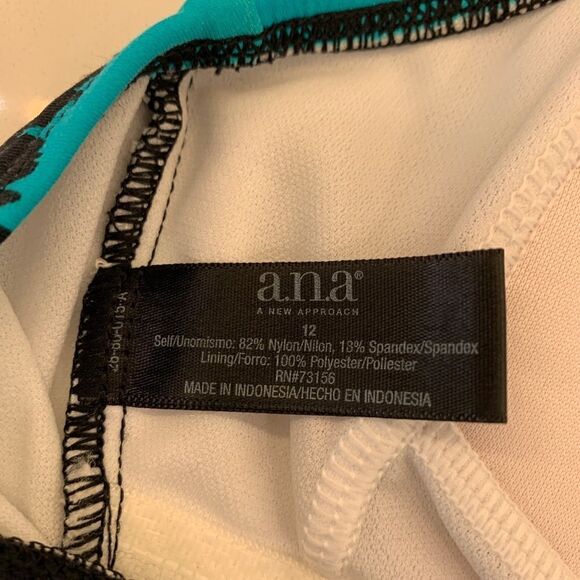 a.n.a®
A NEW APPROACH
12
Self/Unomismo: 82% Nylon/Nilon, 18% Spandex/Spandex
Lining/Forro: 100% Polyester/Poliester
RN#73156
MADE IN INDONESIA/HECHO EN INDONESIA